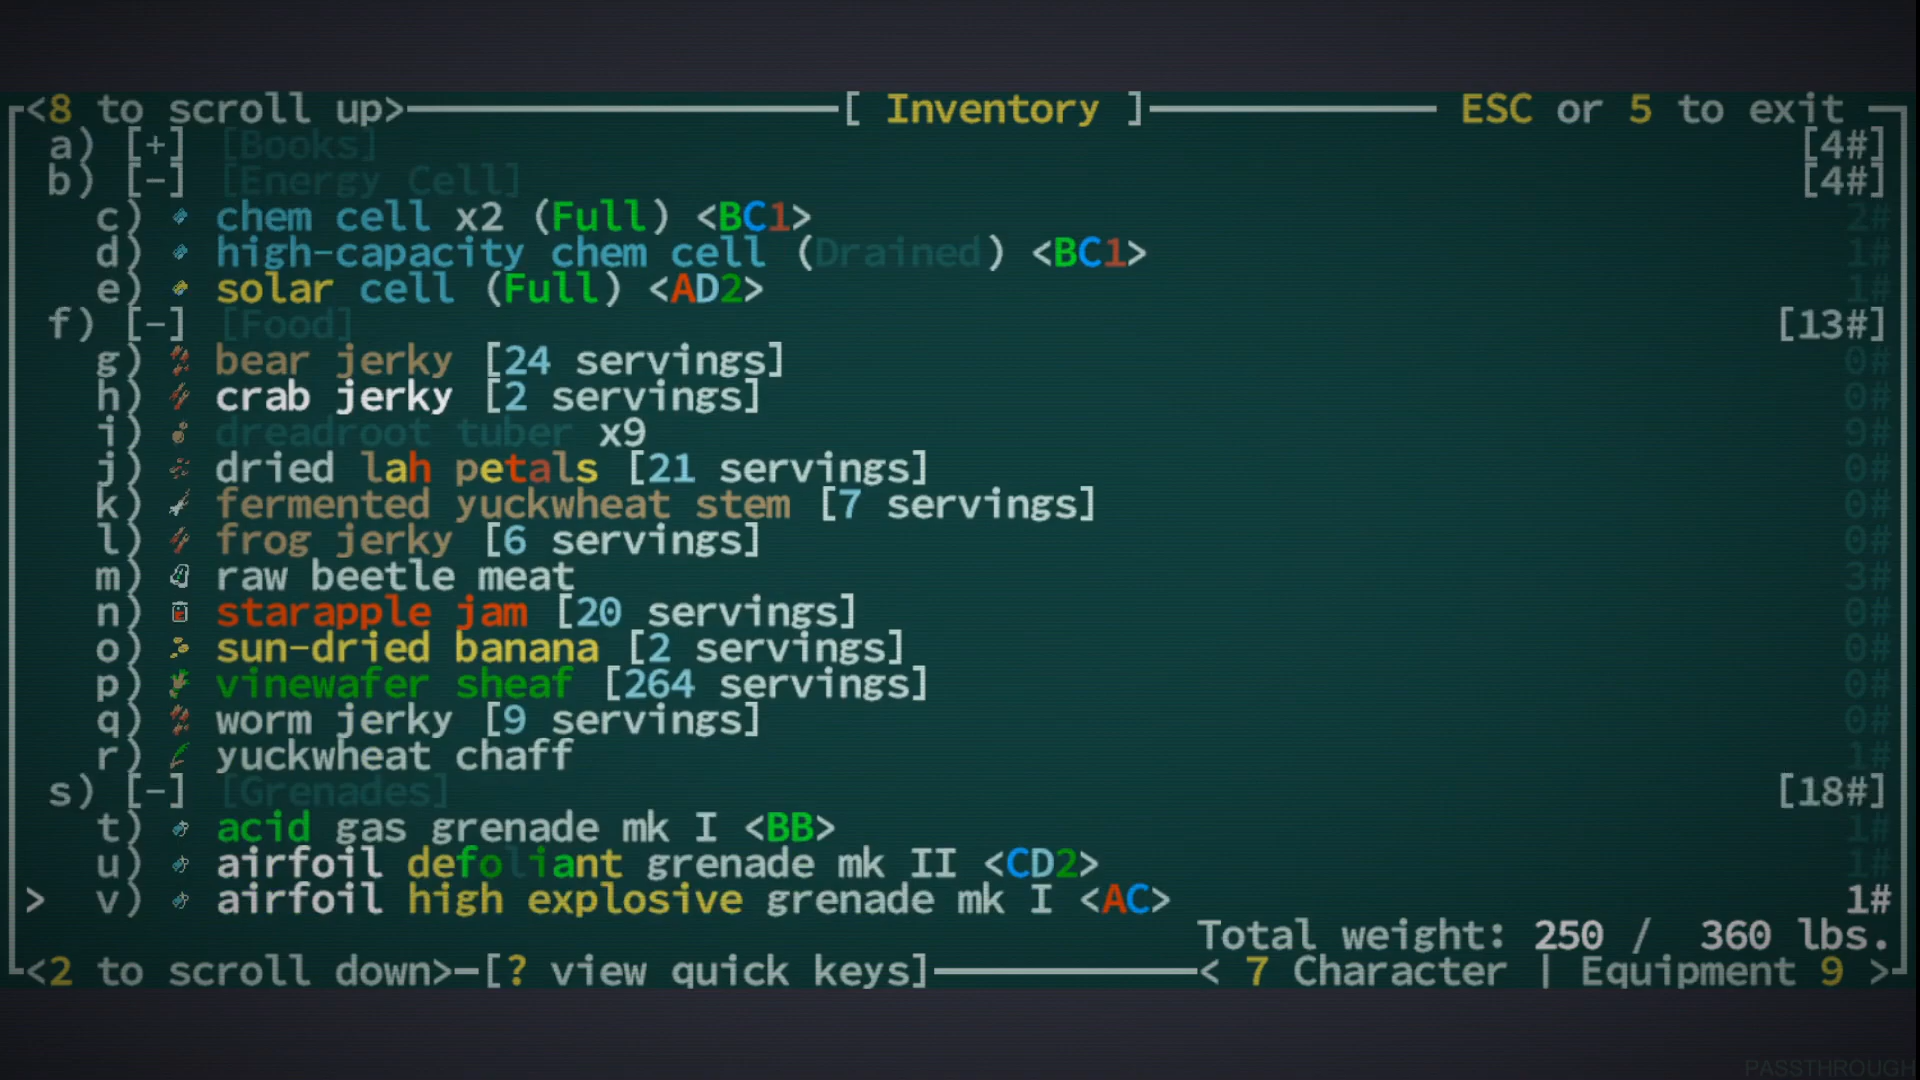 <8 to scroll up> [ Inventory ] ESC or 5 to exit
a) [+] [Books] [4#]
b) [-] [Energy Cell] [4#]
c) chem cell x2 (Full) <BC1> 2#
d) high-capacity chem cell (Drained) <BC1> 1#
e) solar cell (Full) <AD2> 1#
f) [-] [Food] [13#]
g) bear jerky [24 servings] 0#
h) crab jerky [2 servings] 0#
i) dreadroot tuber x9 9#
j) dried lah petals [21 servings] 0#
k) fermented yuckwheat stem [7 servings] 0#
l) frog jerky [6 servings] 0#
m) raw beetle meat 3#
n) starapple jam [20 servings] 0#
o) sun-dried banana [2 servings] 0#
p) vinewafer sheaf [264 servings] 0#
q) worm jerky [9 servings] 0#
r) yuckwheat chaff 1#
s) [-] [Grenades] [18#]
t) acid gas grenade mk I <BB> 1#
u) airfoil defoliant grenade mk II <CD2> 1#
> v) airfoil high explosive grenade mk I <AC> 1#
Total weight: 250 / 360 lbs.
<2 to scroll down> [? view quick keys] < 7 Character | Equipment 9 >
PASSTHROUGH